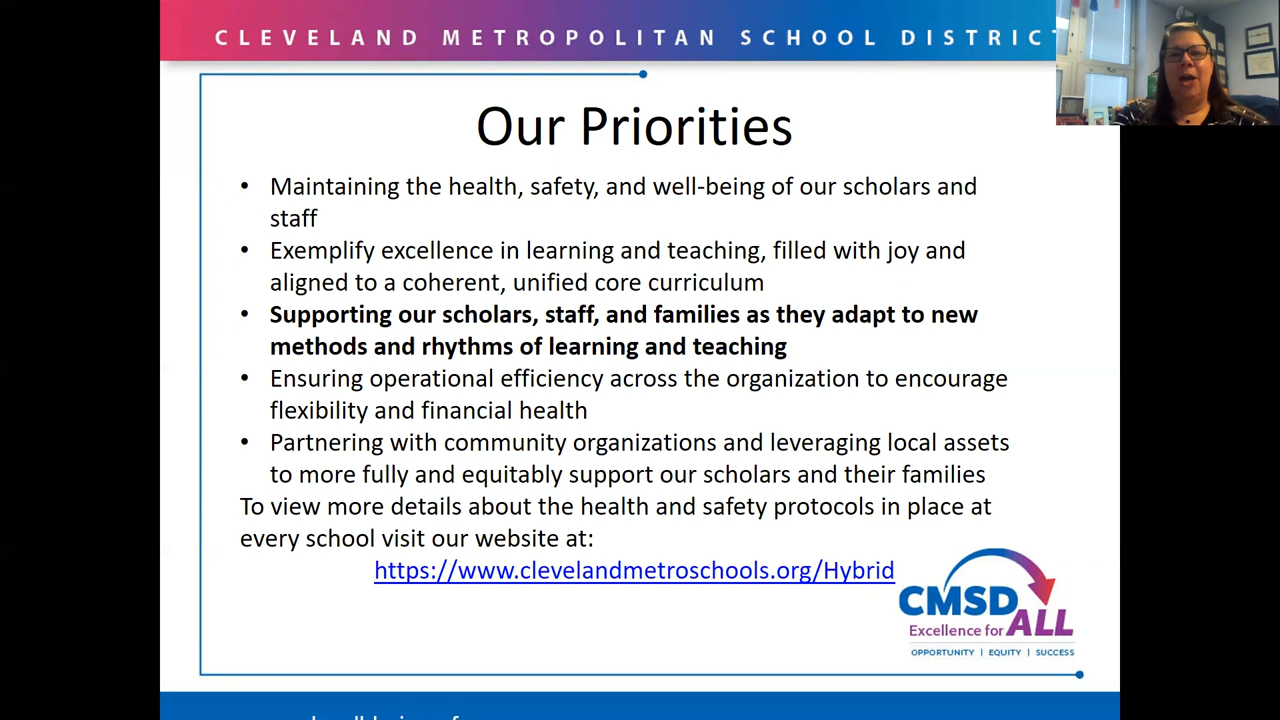 CLEVELAND METROPOLITAN SCHOOL DISTRICT
Our Priorities
• Maintaining the health, safety, and well-being of our scholars and
staff
• Exemplify excellence in learning and teaching, filled with joy and
aligned to a coherent, unified core curriculum
• Supporting our scholars, staff, and families as they adapt to new
methods and rhythms of learning and teaching
• Ensuring operational efficiency across the organization to encourage
flexibility and financial health
• Partnering with community organizations and leveraging local assets
to more fully and equitably support our scholars and their families
To view more details about the health and safety protocols in place at
every school visit our website at:
https://www.clevelandmetroschools.org/Hybrid
CMSD
Excellence for ALL
OPPORTUNITY | EQUITY | SUCCESS